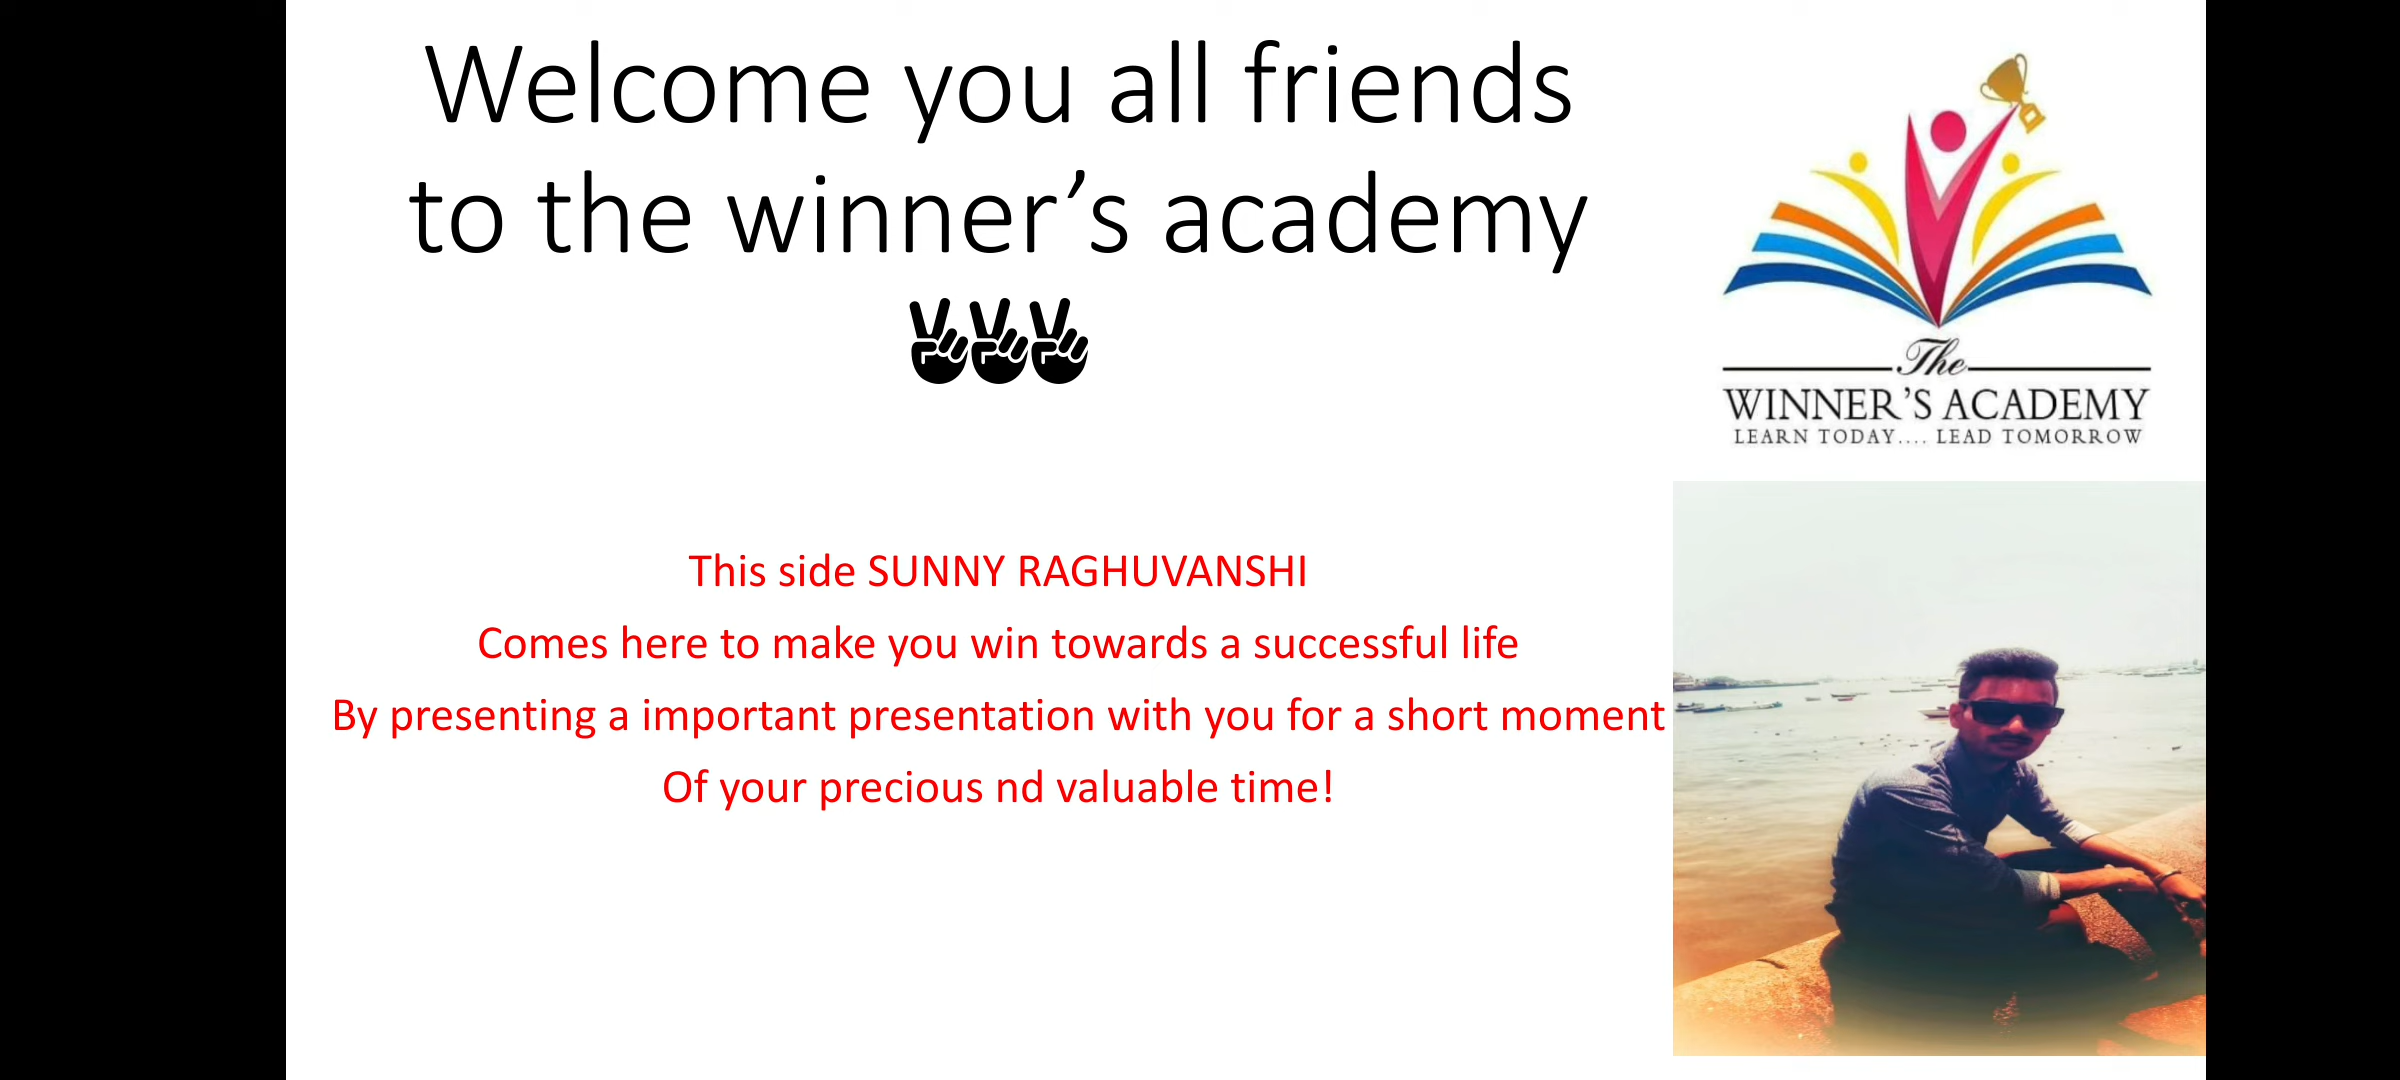 Welcome you all friends
to the winner’s academy
✌✌✌
The
WINNER’S ACADEMY
LEARN TODAY.... LEAD TOMORROW
This side SUNNY RAGHUVANSHI
Comes here to make you win towards a successful life
By presenting a important presentation with you for a short moment
Of your precious nd valuable time!